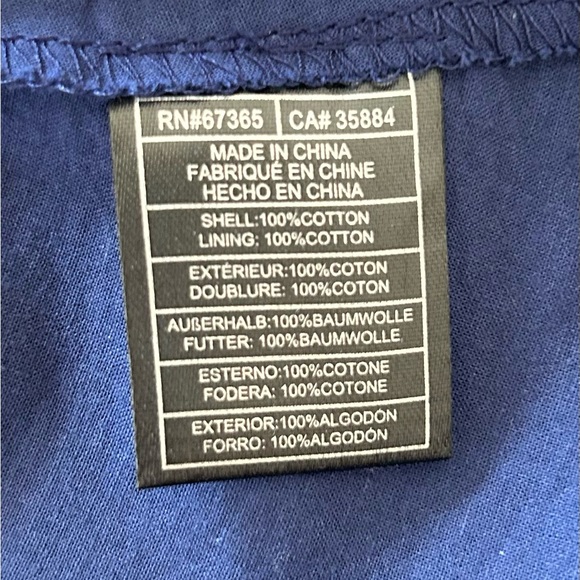 RN#67365 CA# 35884
MADE IN CHINA
FABRIQUÉ EN CHINE
HECHO EN CHINA
SHELL:100%COTTON
LINING: 100%COTTON
EXTÉRIEUR:100%COTON
DOUBLURE: 100%COTON
AUßERHALB:100%BAUMWOLLE
FUTTER: 100%BAUMWOLLE
ESTERNO:100%COTONE
FODERA: 100%COTONE
EXTERIOR:100%ALGODÓN
FORRO: 100%ALGODÓN